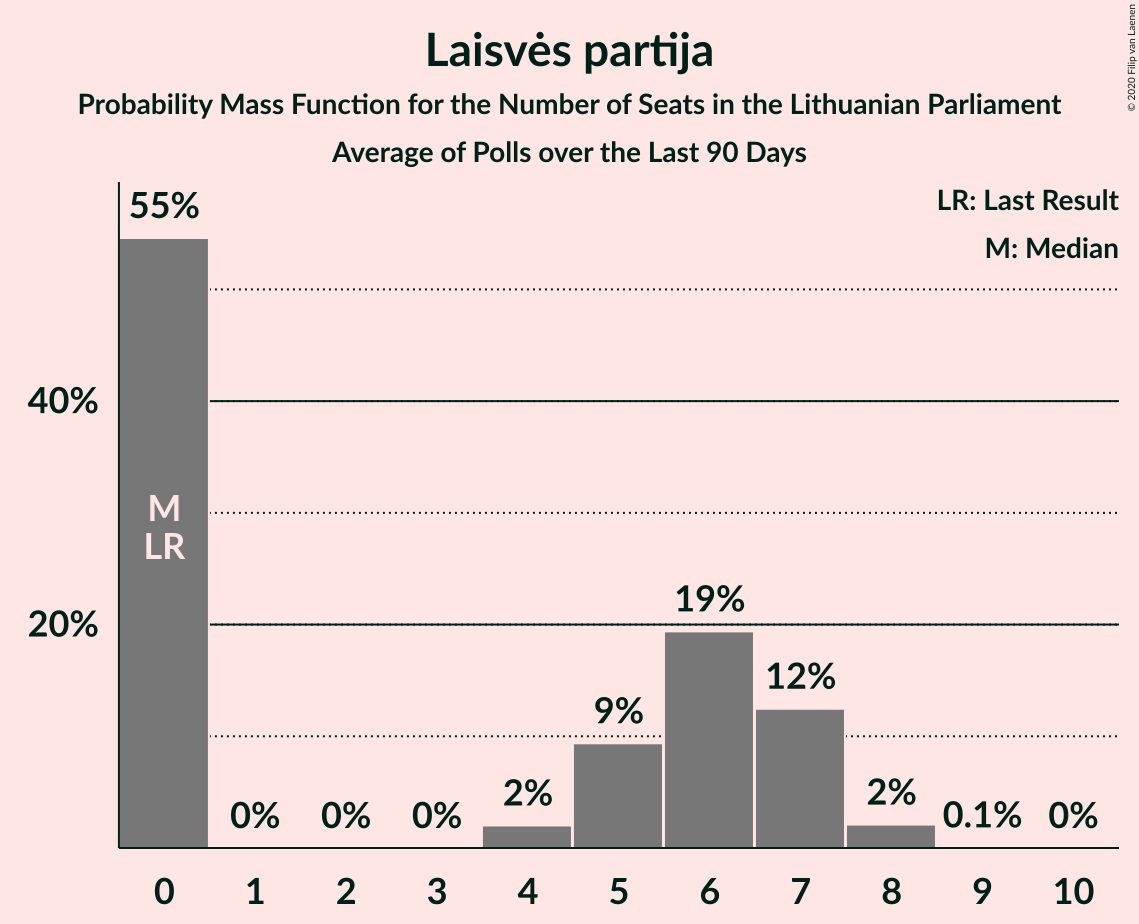 Laisvės partija
Probability Mass Function for the Number of Seats in the Lithuanian Parliament
Average of Polls over the Last 90 Days
© 2020 Filip van Laenen
LR: Last Result
M: Median
55%
40%
20%
M
LR
0%
0%
0%
2%
9%
19%
12%
2%
0.1%
0%
0 1 2 3 4 5 6 7 8 9 10